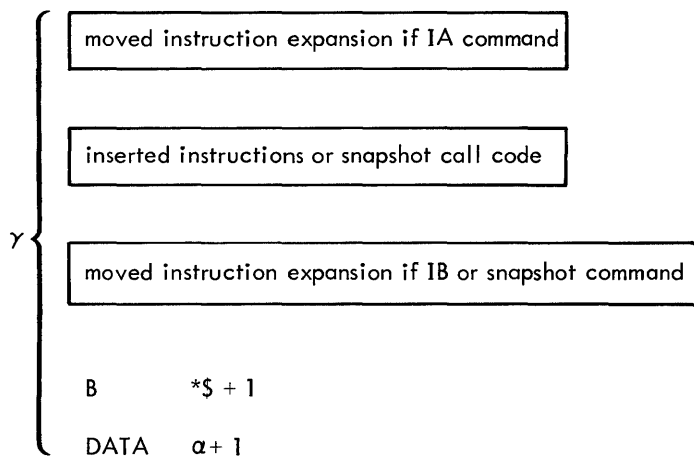 moved instruction expansion if IA command
inserted instructions or snapshot call code
γ
moved instruction expansion if IB or snapshot command
B *$ + 1
DATA α + 1